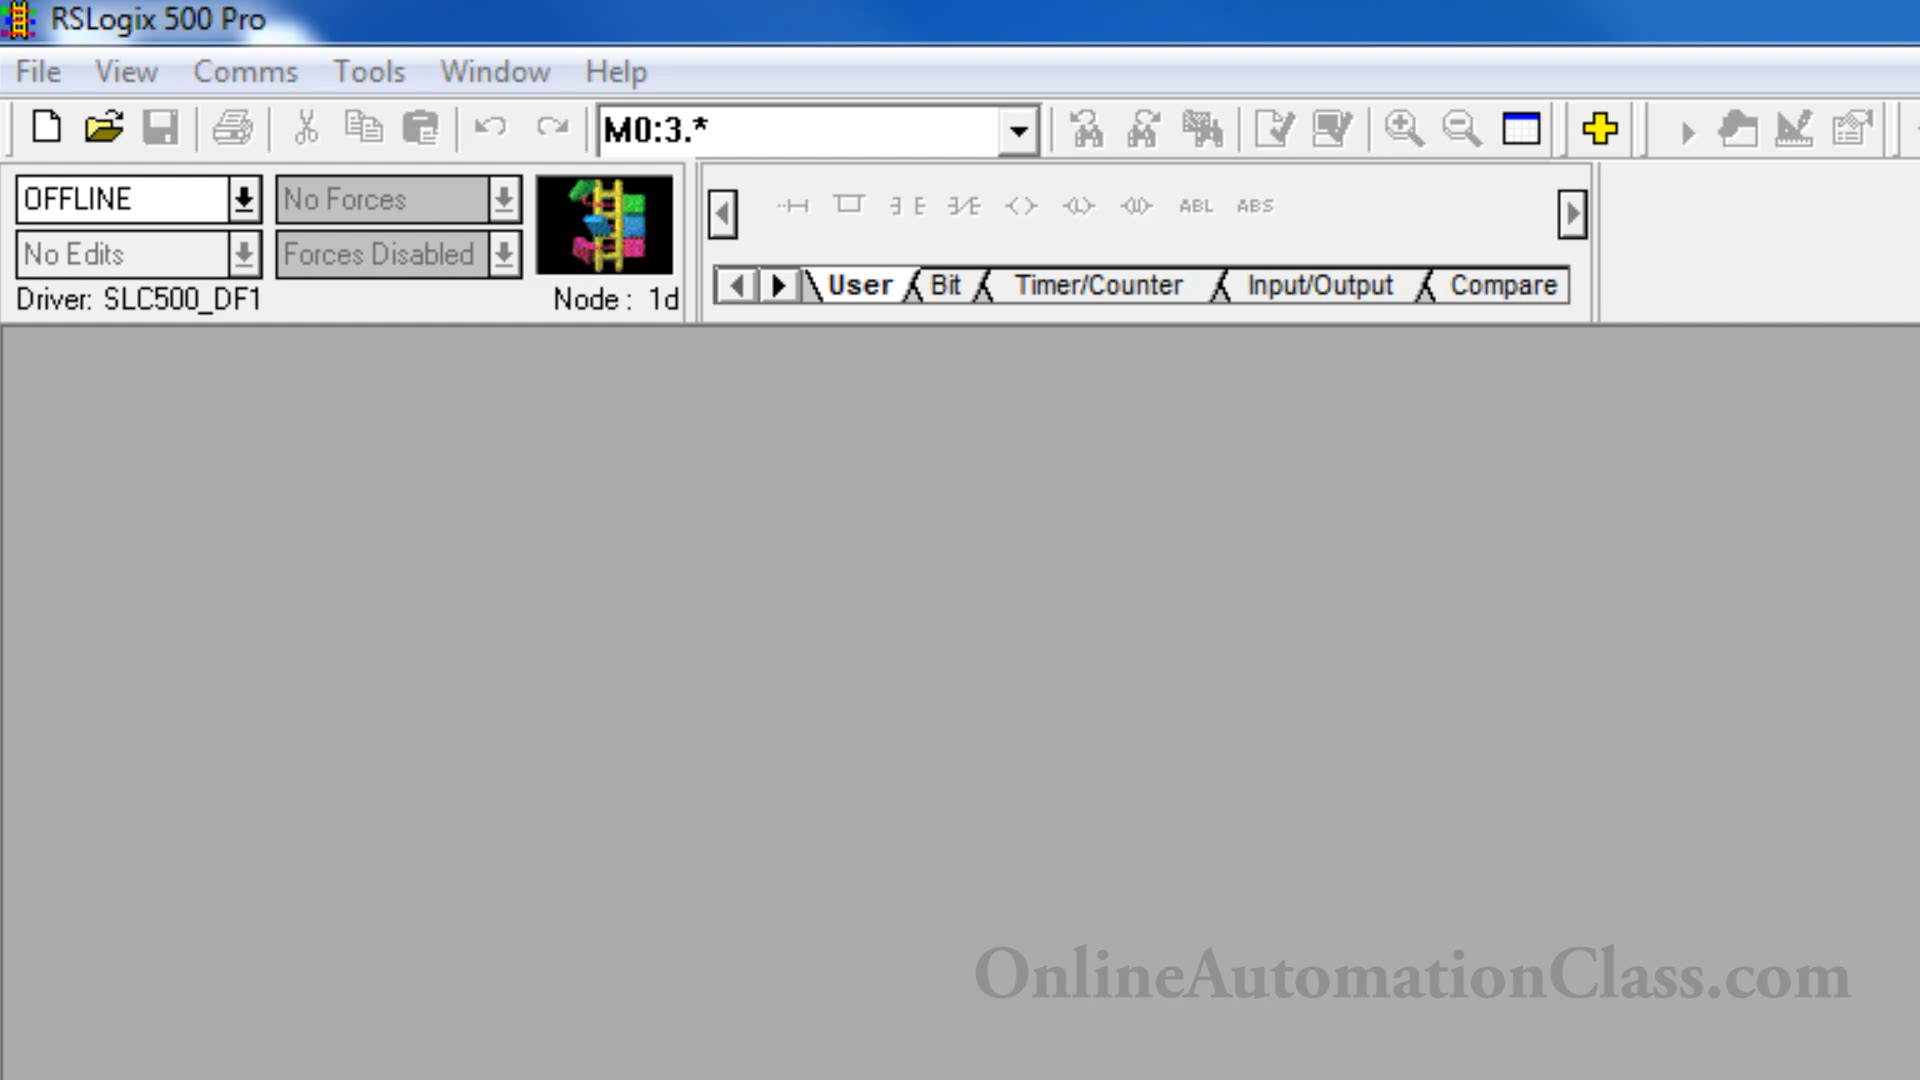 RSLogix 500 Pro
File View Comms Tools Window Help
M0:3.*
OFFLINE No Forces
ABL ABS
No Edits Forces Disabled
User Bit Timer/Counter Input/Output Compare
Driver: SLC500_DF1 Node : 1d
OnlineAutomationClass.com